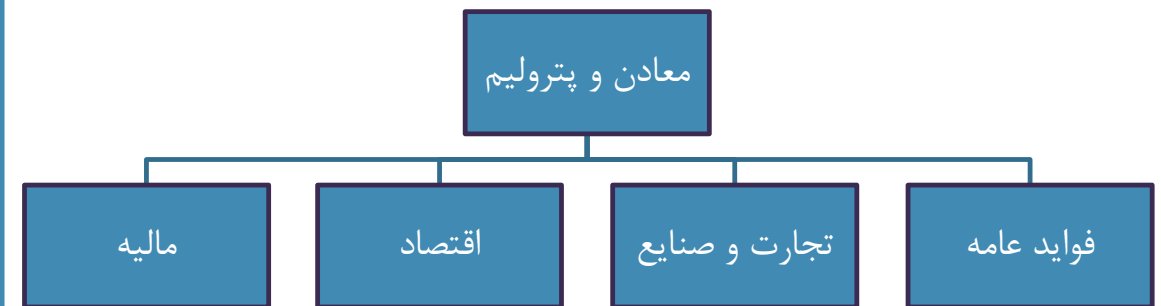 معادن و پترولیم
فواید عامه
تجارت و صنایع
اقتصاد
مالیه